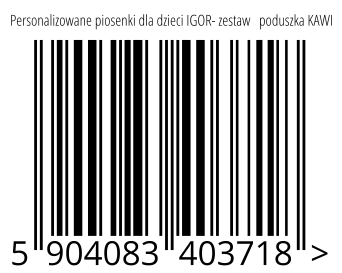 Personalizowane piosenki dla dzieci IGOR- zestaw poduszka KAWI
5 904083 403718 >